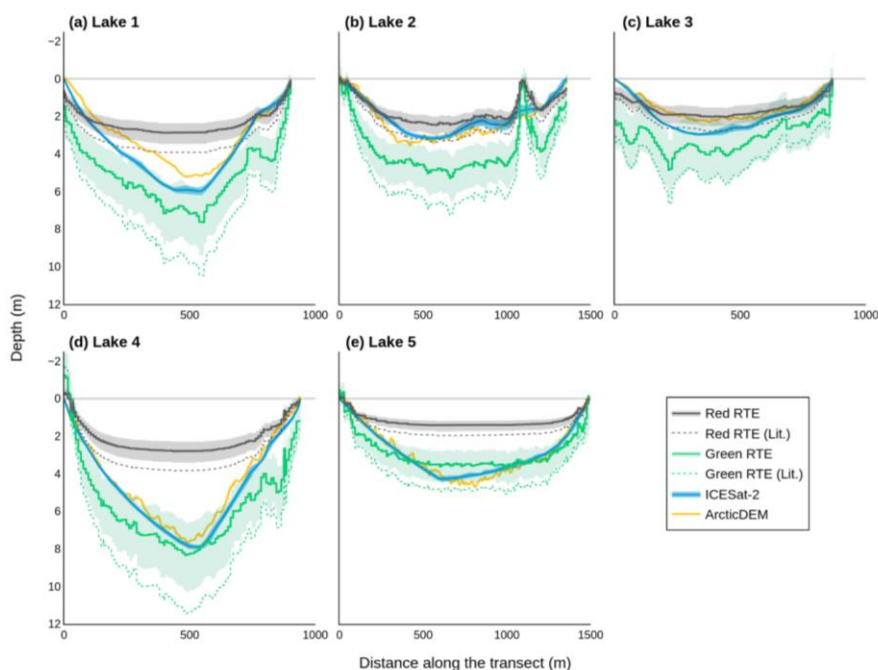 (a) Lake 1
(b) Lake 2
(c) Lake 3
−2
0
2
4
6
8
10
12
0
500
1000
0
500
1000
1500
0
500
1000
(d) Lake 4
(e) Lake 5
−2
0
2
4
6
8
10
12
0
500
1000
0
500
1000
1500
Depth (m)
Distance along the transect (m)
Red RTE
Red RTE (Lit.)
Green RTE
Green RTE (Lit.)
ICESat-2
ArcticDEM